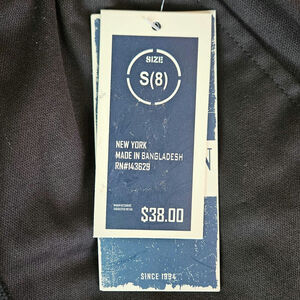 SIZE
S(8)
NEW YORK
MADE IN BANGLADESH
RN#143629
$38.00
SINCE 1994